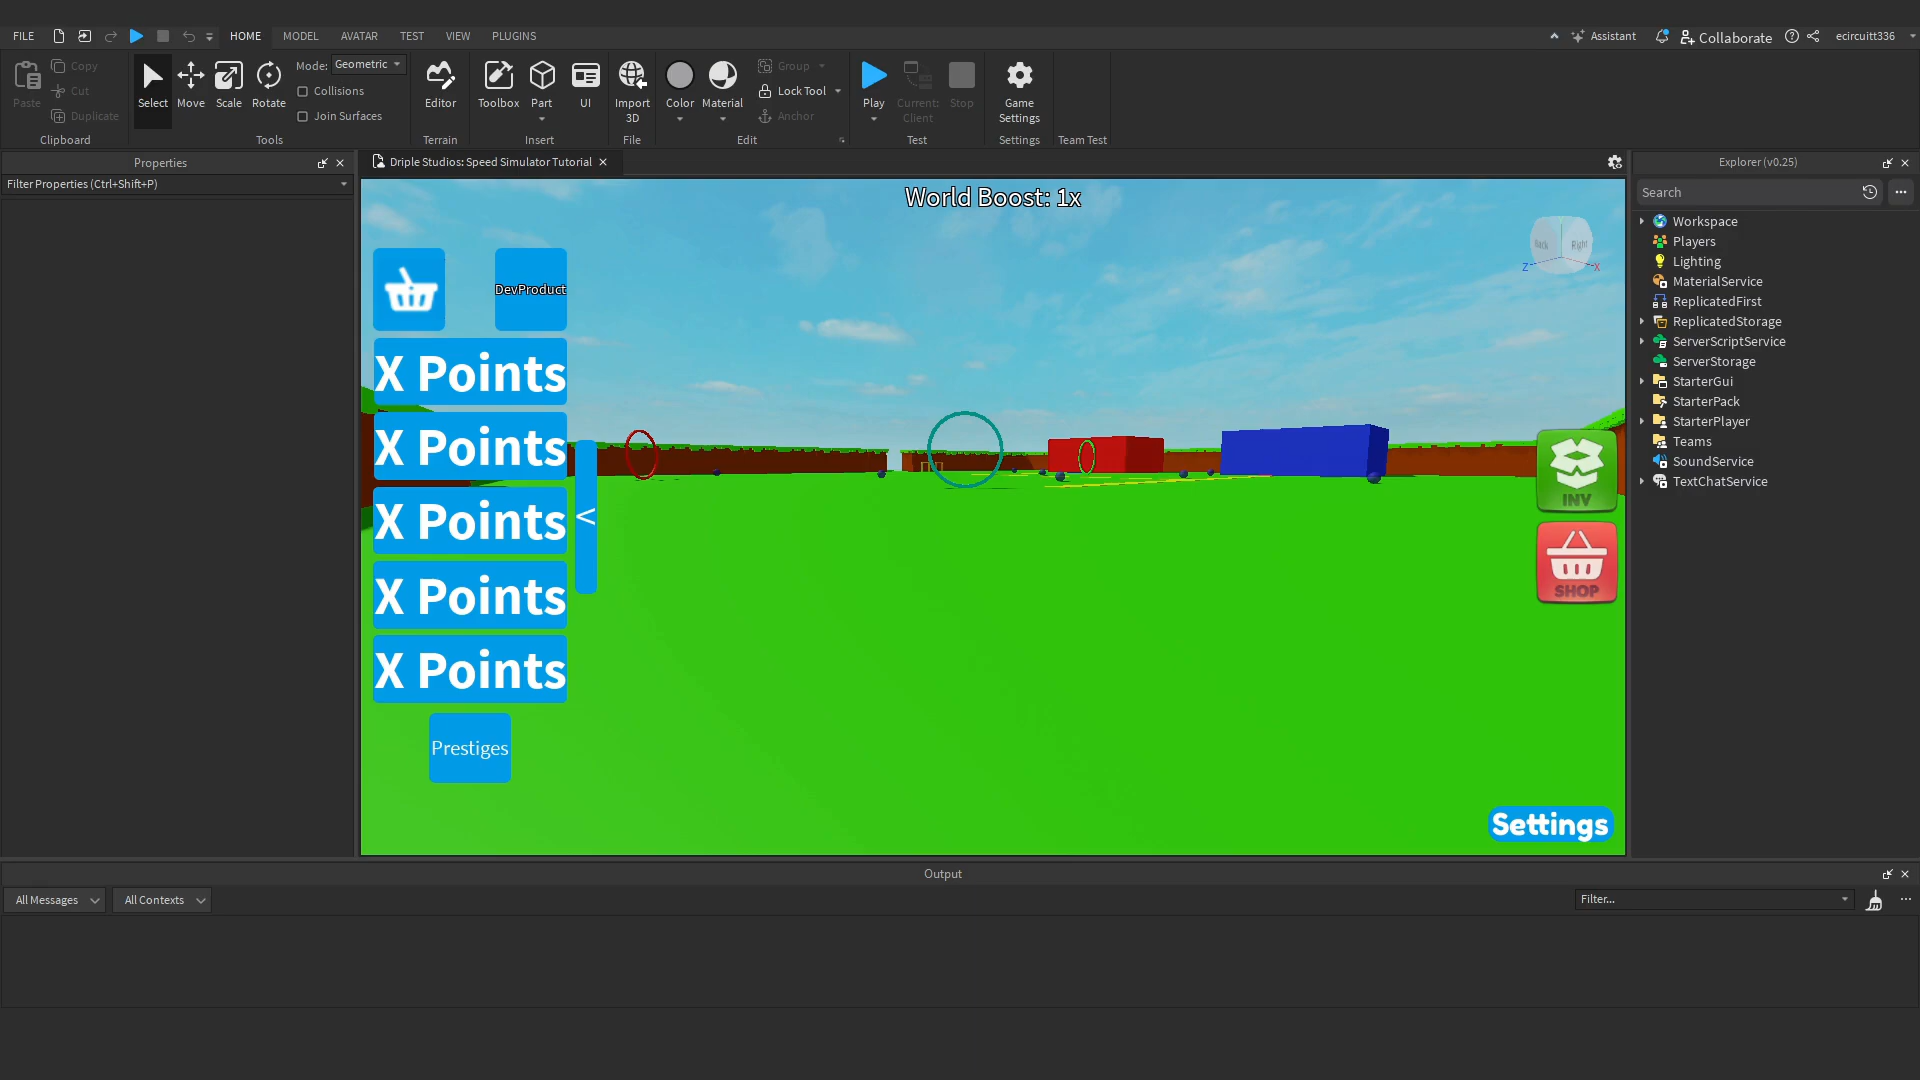 FILE
HOME
MODEL
AVATAR
TEST
VIEW
PLUGINS
Assistant
Collaborate
ecircuitt336
Paste
Copy
Cut
Duplicate
Clipboard
Select
Move
Scale
Rotate
Mode:
Geometric
Collisions
Join Surfaces
Tools
Editor
Terrain
Toolbox
Part
UI
Insert
Import
3D
File
Color
Material
Group
Lock Tool
Anchor
Edit
Play
Current:
Client
Stop
Test
Game
Settings
Settings
Team Test
Properties
Filter Properties (Ctrl+Shift+P)
Driple Studios: Speed Simulator Tutorial
World Boost: 1x
Back
Right
Z
X
DevProduct
X Points
X Points
X Points
X Points
X Points
<
Prestiges
INV
SHOP
Settings
Explorer (v0.25)
Search
Workspace
Players
Lighting
MaterialService
ReplicatedFirst
ReplicatedStorage
ServerScriptService
ServerStorage
StarterGui
StarterPack
StarterPlayer
Teams
SoundService
TextChatService
Output
All Messages
All Contexts
Filter...